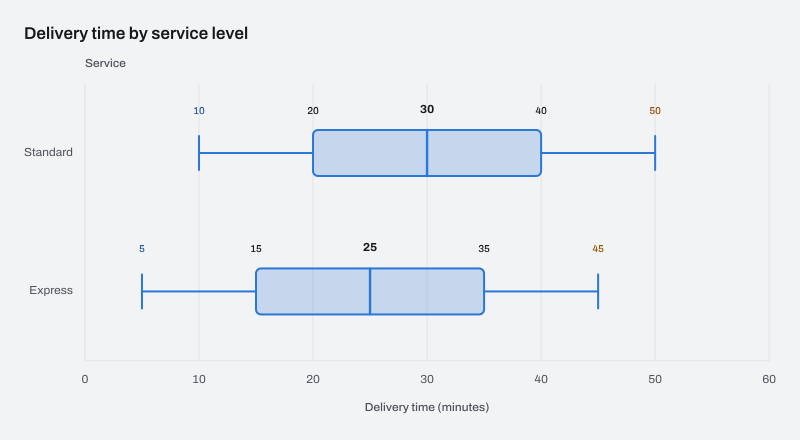 Delivery time by service level
Service
10 20 30 40 50
Standard
5 15 25 35 45
Express
0 10 20 30 40 50 60
Delivery time (minutes)